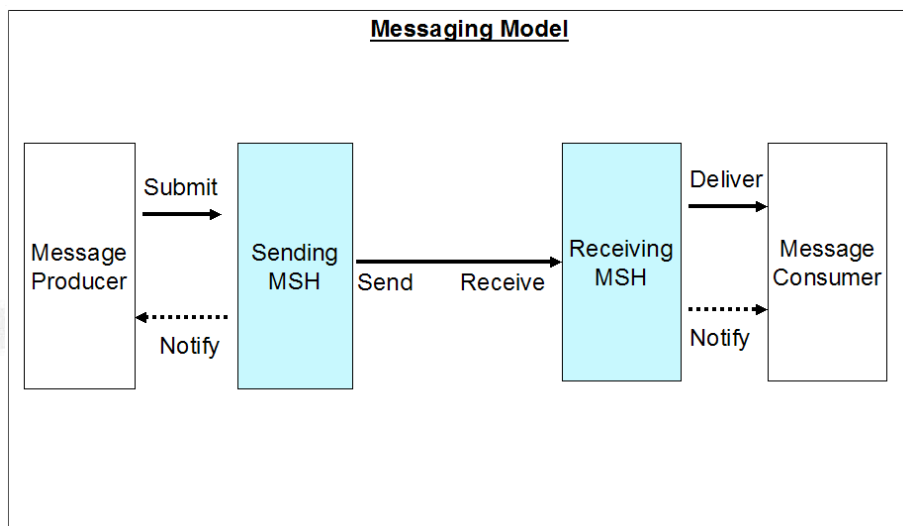 Messaging Model
Submit
Deliver
Message
Producer
Sending
MSH
Receiving
MSH
Message
Consumer
Send
Receive
Notify
Notify